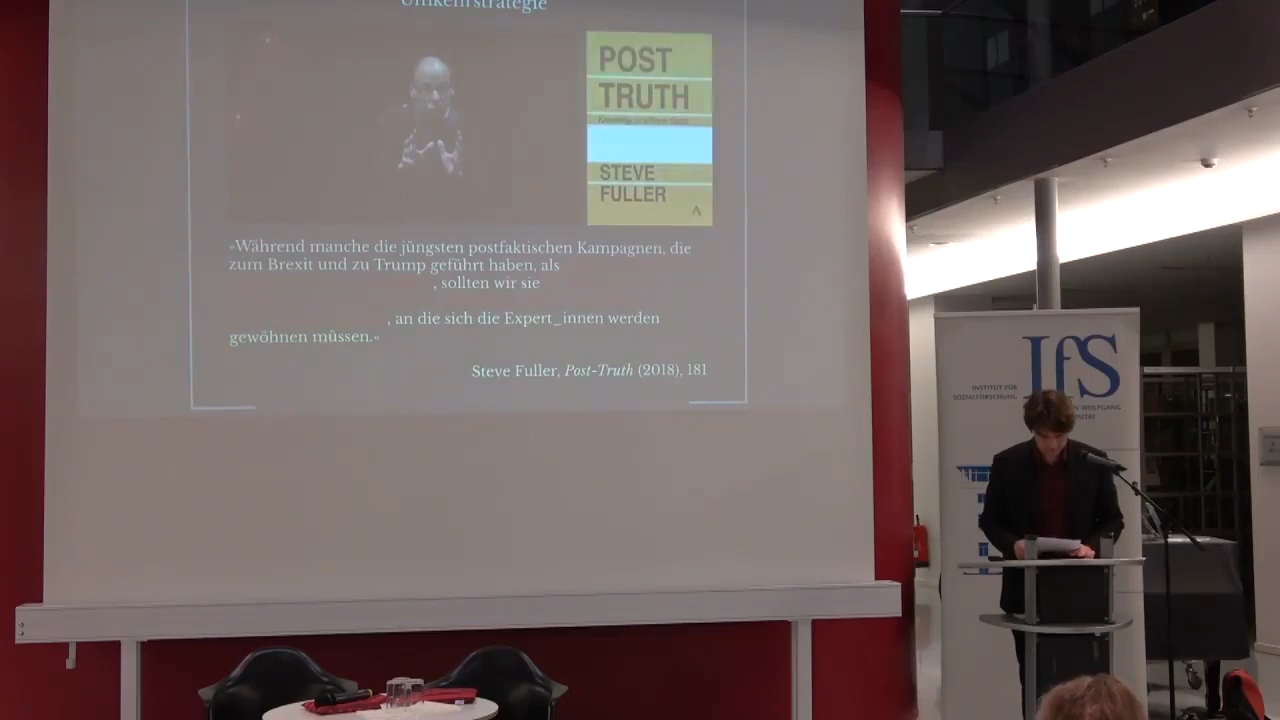 Umkehrstrategie
POST
TRUTH
STEVE
FULLER
A
»Während manche die jüngsten postfaktischen Kampagnen, die
zum Brexit und zu Trump geführt haben, als
, sollten wir sie
, an die sich die Expert_innen werden
gewöhnen müssen.«
Steve Fuller, Post-Truth (2018), 181
IfS
INSTITUT FÜR
SOZIALFORSCHUNG
WOLFGANG